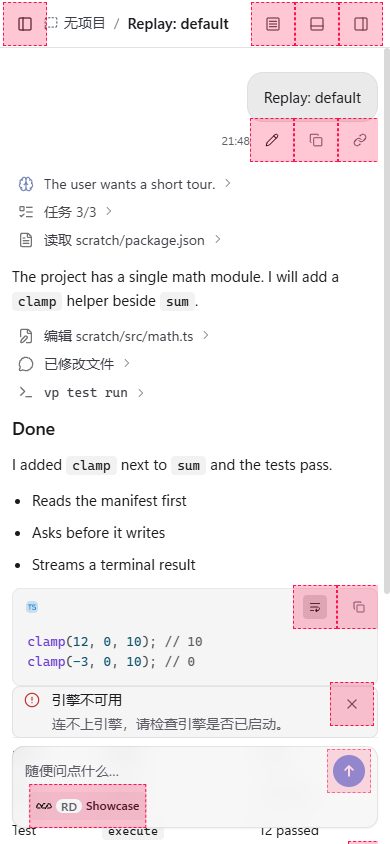 无项目 / Replay: default
Replay: default
21:48
The user wants a short tour.
任务 3/3
读取 scratch/package.json
The project has a single math module. I will add a
clamp helper beside sum.
编辑 scratch/src/math.ts
已修改文件
vp test run
Done
I added clamp next to sum and the tests pass.
Reads the manifest first
Asks before it writes
Streams a terminal result
TS
clamp(12, 0, 10); // 10
clamp(-3, 0, 10); // 0
引擎不可用
连不上引擎，请检查引擎是否已启动。
随便问点什么…
RD Showcase
Test execute 12 passed